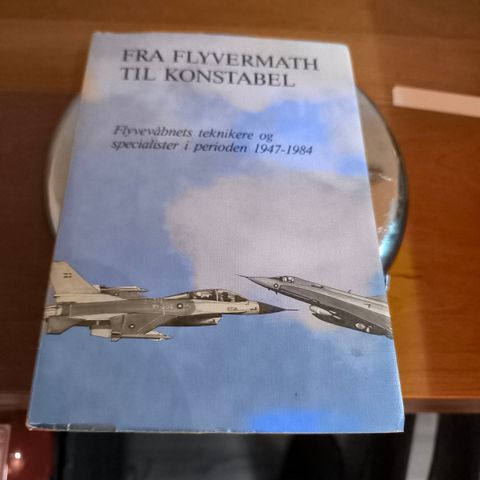 FRA FLYVERMATH
TIL KONSTABEL
Flyvevåbnets teknikere og
specialister i perioden 1947-1984